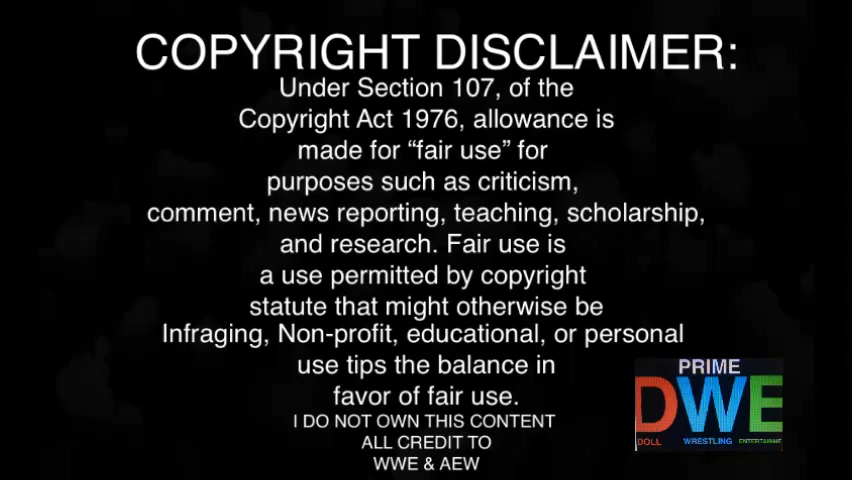 COPYRIGHT DISCLAIMER:
Under Section 107, of the
Copyright Act 1976, allowance is
made for “fair use” for
purposes such as criticism,
comment, news reporting, teaching, scholarship,
and research. Fair use is
a use permitted by copyright
statute that might otherwise be
Infraging, Non-profit, educational, or personal
use tips the balance in
favor of fair use.
I DO NOT OWN THIS CONTENT
ALL CREDIT TO
WWE & AEW
PRIME
DWE
DOLL WRESTLING